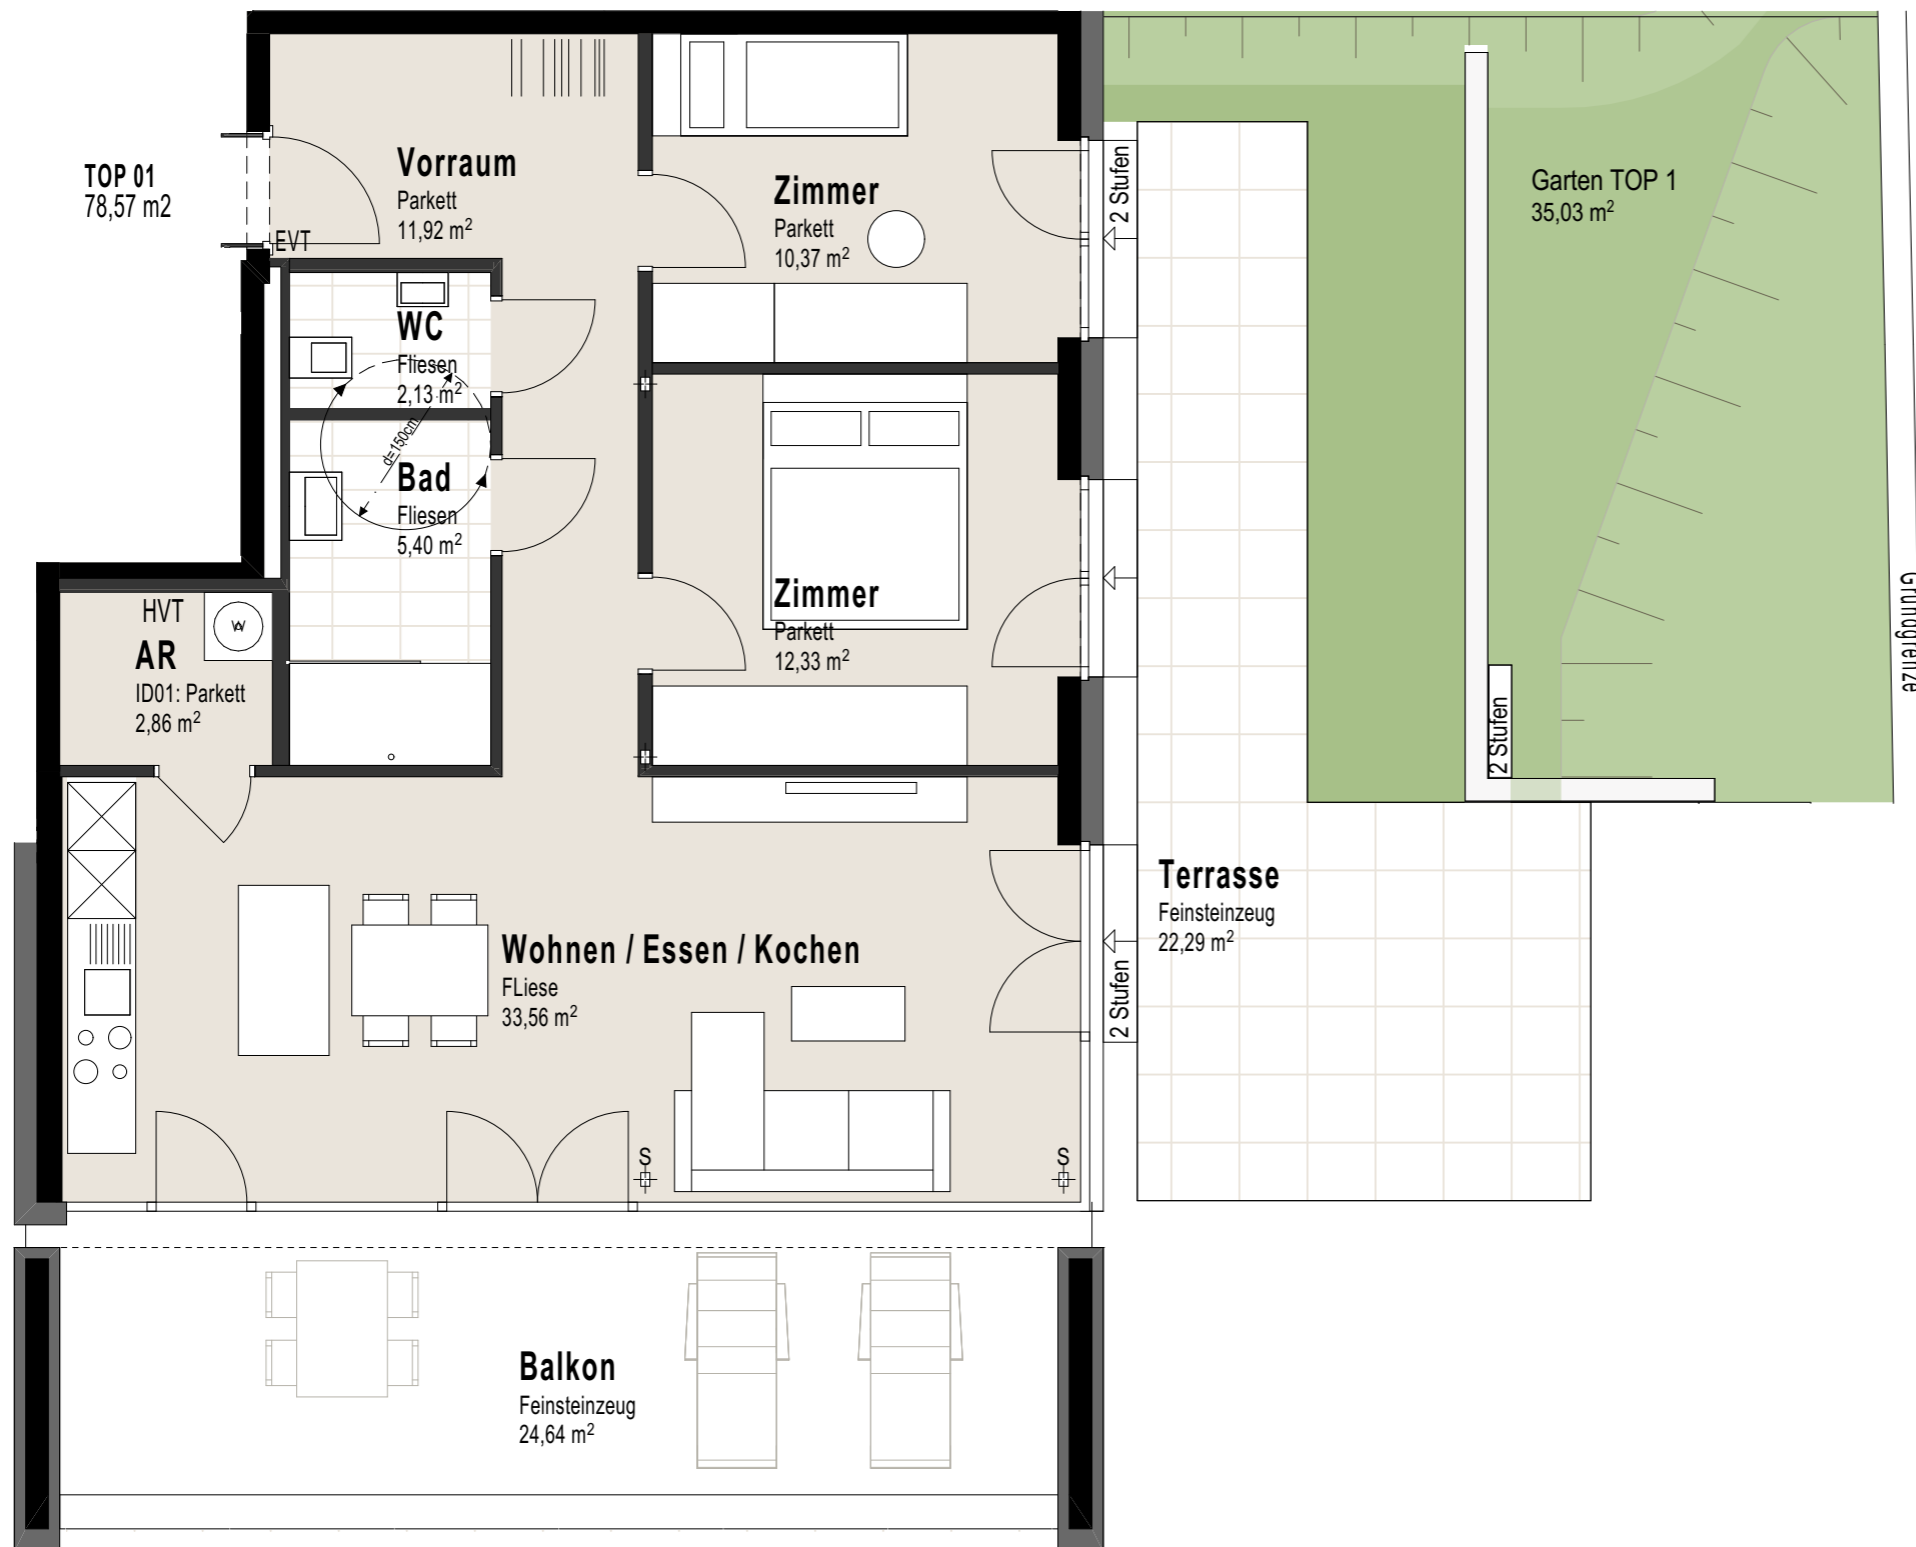 TOP 01
78,57 m2
Vorraum
Parkett
11,92 m²
EVT
Zimmer
Parkett
10,37 m²
2 Stufen
Garten TOP 1
35,03 m²
WC
Fliesen
2,13 m²
d=150cm
Bad
Fliesen
5,40 m²
Zimmer
Parkett
12,33 m²
HVT
W
AR
ID01: Parkett
2,86 m²
2 Stufen
Grundgrenze
Wohnen / Essen / Kochen
FLiese
33,56 m²
2 Stufen
Terrasse
Feinsteinzeug
22,29 m²
S
S
Balkon
Feinsteinzeug
24,64 m²